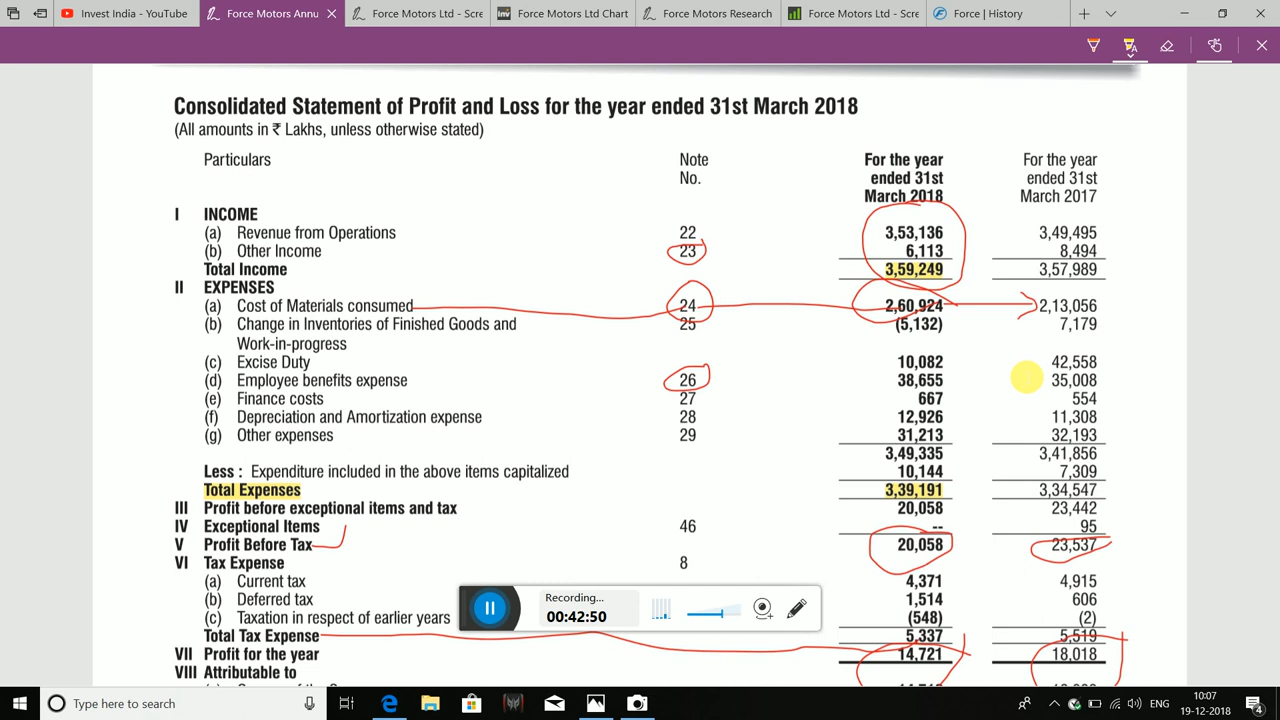 Invest India - YouTube Force Motors Annu Force Motors Ltd - Scre Force Motors Ltd Chart Force Motors Research Force Motors Ltd - Scre Force | History
Consolidated Statement of Profit and Loss for the year ended 31st March 2018
(All amounts in ₹ Lakhs, unless otherwise stated)
Particulars Note For the year For the year
No. ended 31st ended 31st
March 2018 March 2017
I INCOME
(a) Revenue from Operations 22 3,53,136 3,49,495
(b) Other Income 23 6,113 8,494
Total Income 3,59,249 3,57,989
II EXPENSES
(a) Cost of Materials consumed 24 2,60,924 2,13,056
(b) Change in Inventories of Finished Goods and 25 (5,132) 7,179
Work-in-progress
(c) Excise Duty 10,082 42,558
(d) Employee benefits expense 26 38,655 35,008
(e) Finance costs 27 667 554
(f) Depreciation and Amortization expense 28 12,926 11,308
(g) Other expenses 29 31,213 32,193
3,49,335 3,41,856
Less : Expenditure included in the above items capitalized 10,144 7,309
Total Expenses 3,39,191 3,34,547
III Profit before exceptional items and tax 20,058 23,442
IV Exceptional Items 46 -- 95
V Profit Before Tax 20,058 23,537
VI Tax Expense 8
(a) Current tax 4,371 4,915
(b) Deferred tax 1,514 606
(c) Taxation in respect of earlier years (548) (2)
Total Tax Expense 5,337 5,519
VII Profit for the year 14,721 18,018
VIII Attributable to
Recording...
00:42:50
Type here to search ENG 10:07
19-12-2018